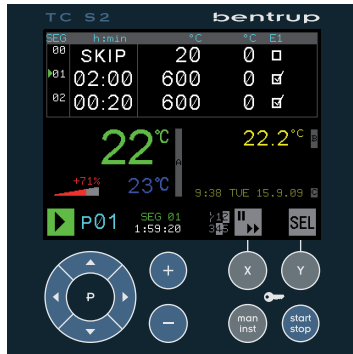 TC S2 bentrup
SEG h:min °C °C E1
00 SKIP 20 0
01 02:00 600 0
02 00:20 600 0
22°C A 22.2°C B
+71% 23°C 9:38 TUE 15.9.09 C
P01 SEG 01 1:59:20 12 345 SEL
P + X Y
− man inst start stop